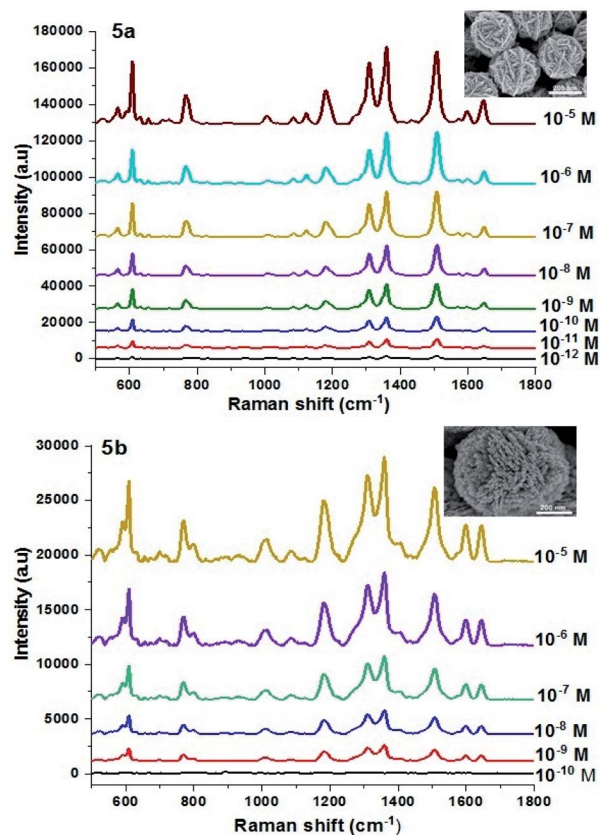 5a
180000
160000
140000
120000
100000
80000
60000
40000
20000
0
Intensity (a.u)
10⁻⁵ M
10⁻⁶ M
10⁻⁷ M
10⁻⁸ M
10⁻⁹ M
10⁻¹⁰ M
10⁻¹¹ M
10⁻¹² M
600 800 1000 1200 1400 1600 1800
Raman shift (cm⁻¹)
5b
200 nm
30000
25000
20000
15000
10000
5000
0
Intensity (a.u)
10⁻⁵ M
10⁻⁶ M
10⁻⁷ M
10⁻⁸ M
10⁻⁹ M
10⁻¹⁰ M
600 800 1000 1200 1400 1600 1800
Raman shift (cm⁻¹)